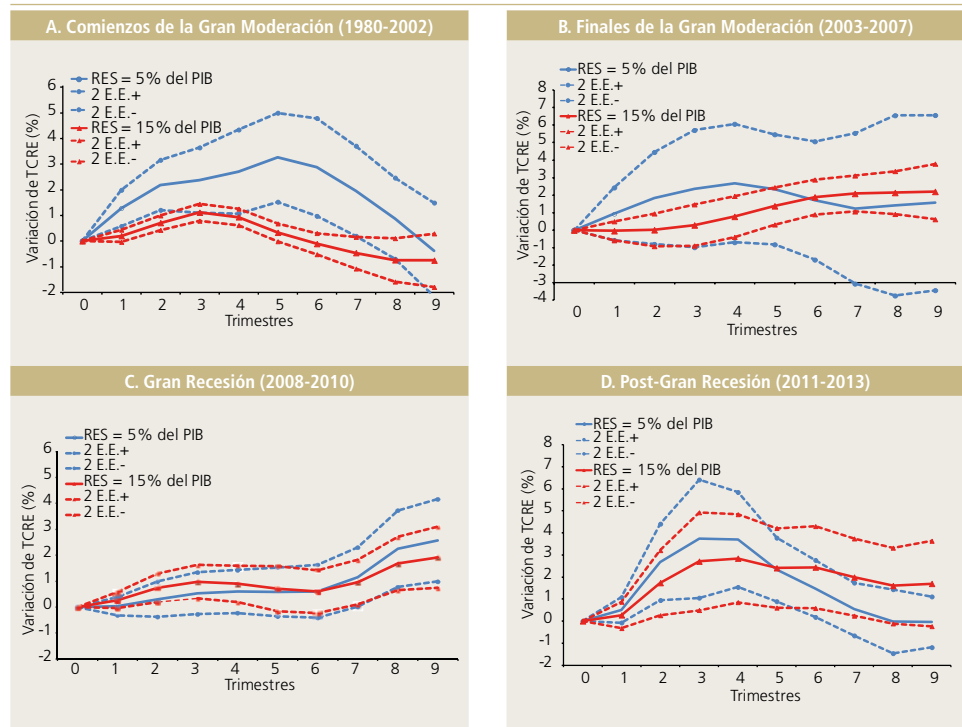 A. Comienzos de la Gran Moderación (1980-2002)
Variación de TCRE (%)
6
5
4
3
2
1
0
-1
-2
RES = 5% del PIB
2 E.E.+
2 E.E.-
RES = 15% del PIB
2 E.E.+
2 E.E.-
0 1 2 3 4 5 6 7 8 9
Trimestres
B. Finales de la Gran Moderación (2003-2007)
Variación de TCRE (%)
8
7
6
5
4
3
2
1
0
-1
-2
-3
-4
RES = 5% del PIB
2 E.E.+
2 E.E.-
RES = 15% del PIB
2 E.E.+
2 E.E.-
0 1 2 3 4 5 6 7 8 9
Trimestres
C. Gran Recesión (2008-2010)
Variación de TCRE (%)
6
5
4
3
2
1
0
-1
-2
RES = 5% del PIB
2 E.E.+
2 E.E.-
RES = 15% del PIB
2 E.E.+
2 E.E.-
0 1 2 3 4 5 6 7 8 9
Trimestres
D. Post-Gran Recesión (2011-2013)
Variación de TCRE (%)
8
6
4
3
2
1
0
-2
RES = 5% del PIB
2 E.E.+
2 E.E.-
RES = 15% del PIB
2 E.E.+
2 E.E.-
0 1 2 3 4 5 6 7 8 9
Trimestres